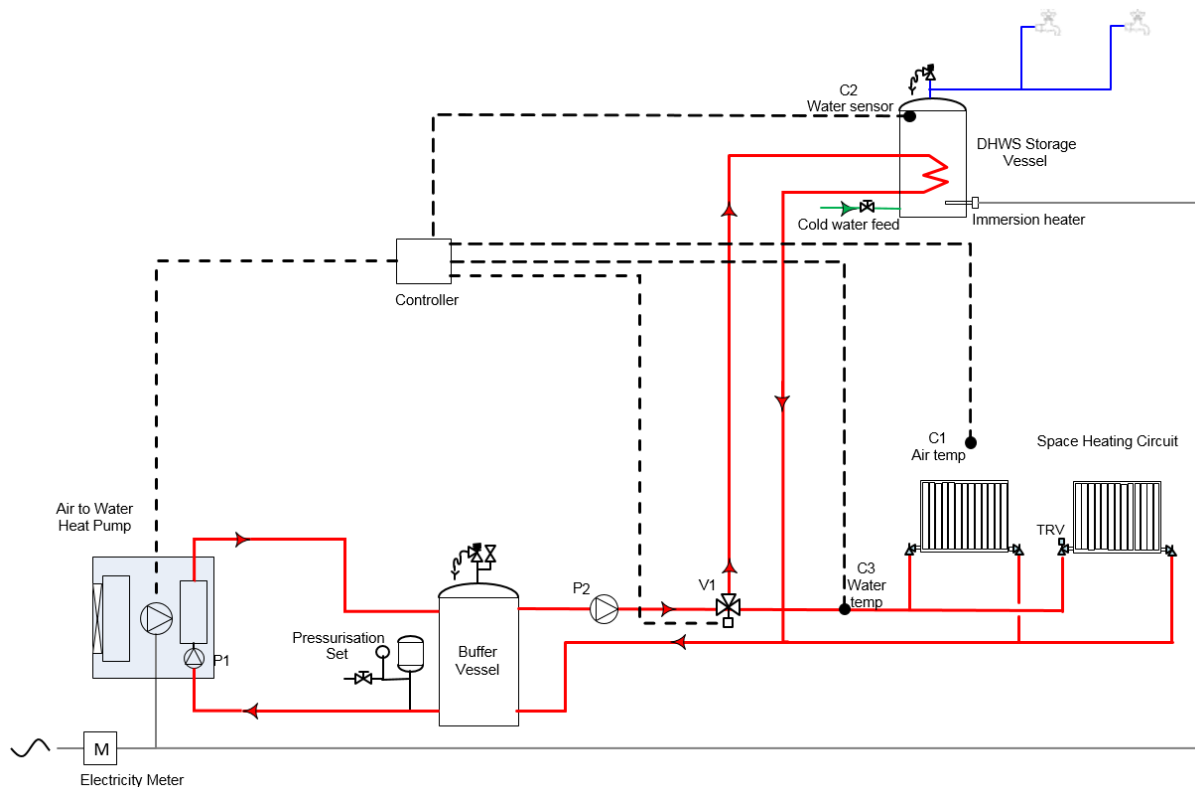 C2
Water sensor
DHWS Storage
Vessel
Cold water feed
Immersion heater
Controller
C1
Air temp
Space Heating Circuit
Air to Water
Heat Pump
TRV
P2
V1
C3
Water
temp
Pressurisation
Set
P1
Buffer
Vessel
M
Electricity Meter